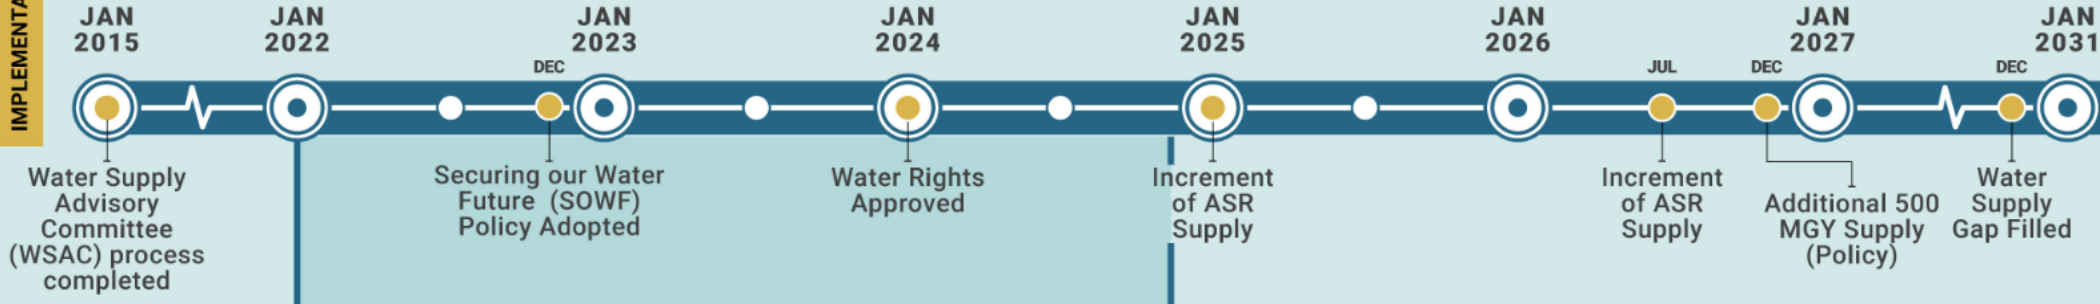 IMPLEMENTA
JAN
2015
JAN
2022
JAN
2023
JAN
2024
JAN
2025
JAN
2026
JAN
2027
JAN
2031
DEC
JUL
DEC
DEC
Water Supply
Advisory
Committee
(WSAC) process
completed
Securing our Water
Future (SOWF)
Policy Adopted
Water Rights
Approved
Increment
of ASR
Supply
Increment
of ASR
Supply
Additional 500
MGY Supply
(Policy)
Water
Supply
Gap Filled